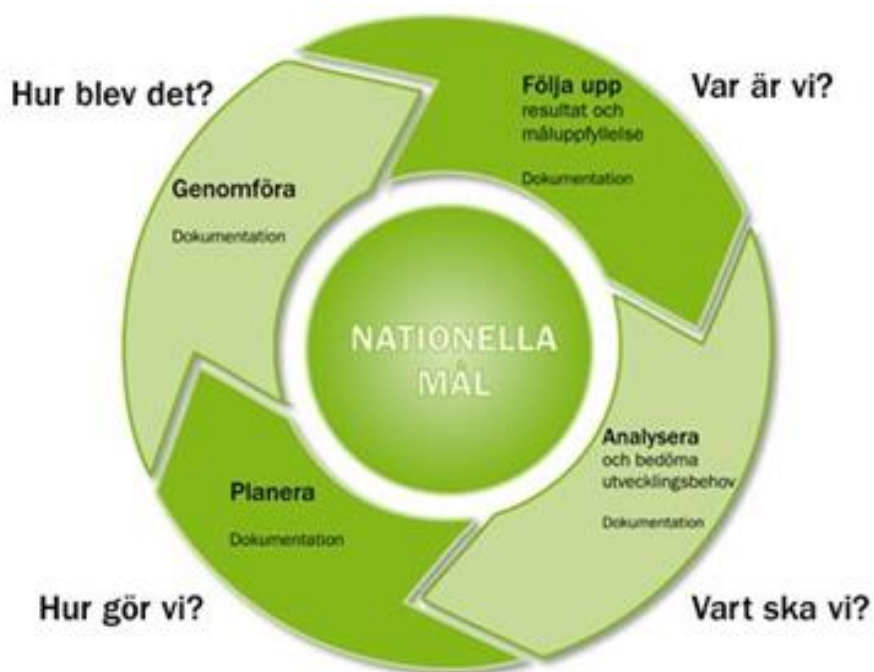 Hur blev det?
Följa upp
resultat och
måluppfyllelse
Dokumentation
Var är vi?
Genomföra
Dokumentation
NATIONELLA
MÅL
Analysera
och bedöma
utvecklingsbehov
Dokumentation
Planera
Dokumentation
Hur gör vi?
Vart ska vi?